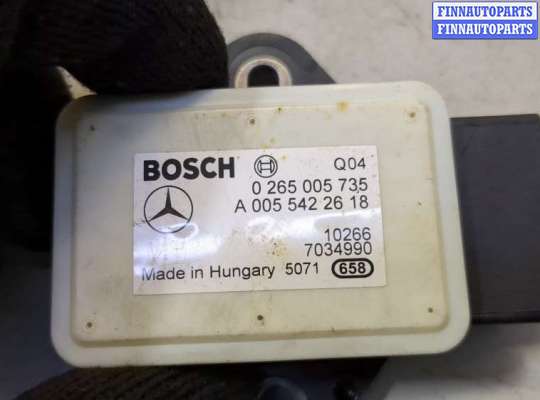 FINNAUTOPARTS
FINNAUTOPARTS
BOSCH Q04
0 265 005 735
A 005 542 26 18
10266
7034990
Made in Hungary 5071 658